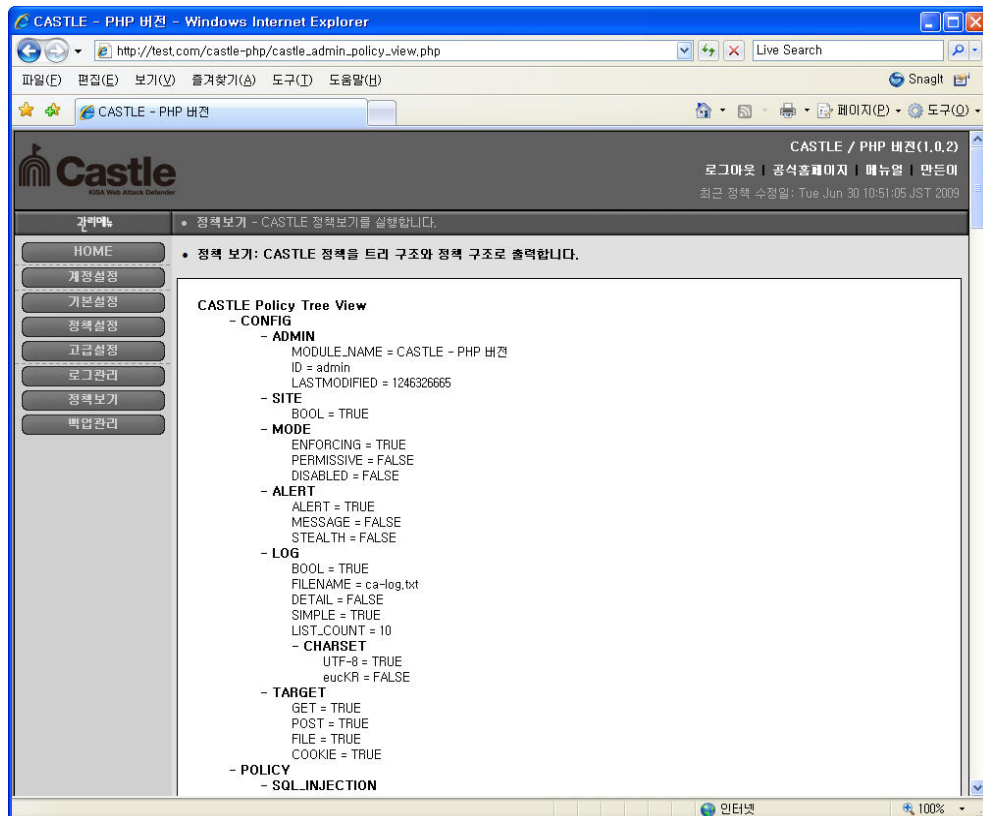 CASTLE - PHP 버전 - Windows Internet Explorer
http://test.com/castle-php/castle_admin_policy_view.php
Live Search
파일(F) 편집(E) 보기(V) 즐겨찾기(A) 도구(T) 도움말(H)
SnagIt
CASTLE - PHP 버전
페이지(P)
도구(O)
Castle
KISA Web Attack Defender
CASTLE / PHP 버전(1.0.2)
로그아웃 | 공식홈페이지 | 메뉴얼 | 만든이
최근 정책 수정일: Tue Jun 30 10:51:05 JST 2009
관리메뉴
• 정책보기 - CASTLE 정책보기를 실행합니다.
HOME
계정설정
기본설정
정책설정
고급설정
로그관리
정책보기
백업관리
• 정책 보기: CASTLE 정책을 트리 구조와 정책 구조로 출력합니다.
CASTLE Policy Tree View
- CONFIG
- ADMIN
MODULE_NAME = CASTLE - PHP 버전
ID = admin
LASTMODIFIED = 1246326665
- SITE
BOOL = TRUE
- MODE
ENFORCING = TRUE
PERMISSIVE = FALSE
DISABLED = FALSE
- ALERT
ALERT = TRUE
MESSAGE = FALSE
STEALTH = FALSE
- LOG
BOOL = TRUE
FILENAME = ca-log.txt
DETAIL = FALSE
SIMPLE = TRUE
LIST_COUNT = 10
- CHARSET
UTF-8 = TRUE
eucKR = FALSE
- TARGET
GET = TRUE
POST = TRUE
FILE = TRUE
COOKIE = TRUE
- POLICY
- SQL_INJECTION
인터넷
100%